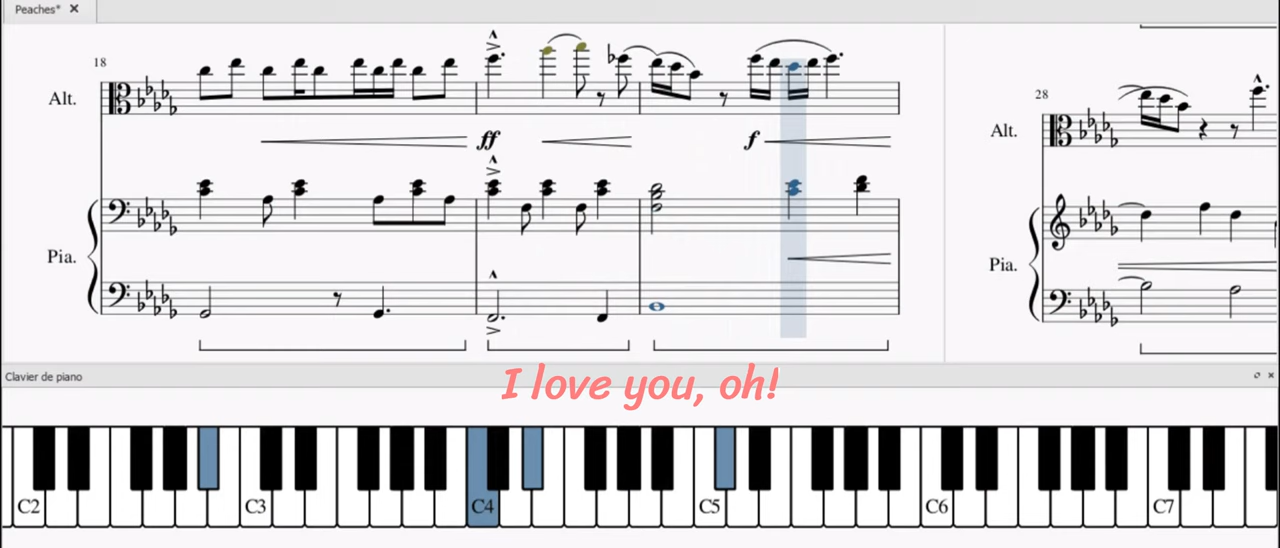 Peaches* ×
18
Alt.
ff
f
28
Alt.
Pia.
Pia.
I love you, oh!
Clavier de piano
C2 C3 C4 C5 C6 C7